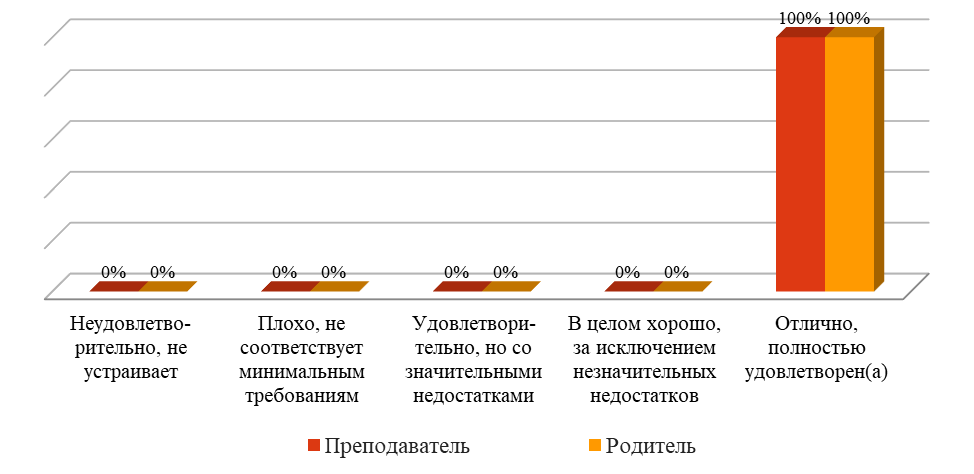 100% 100%
0% 0% 0% 0% 0% 0% 0% 0%
Неудовлетво-
рительно, не
устраивает
Плохо, не
соответствует
минимальным
требованиям
Удовлетвори-
тельно, но со
значительными
недостатками
В целом хорошо,
за исключением
незначительных
недостатков
Отлично,
полностью
удовлетворен(а)
Преподаватель
Родитель